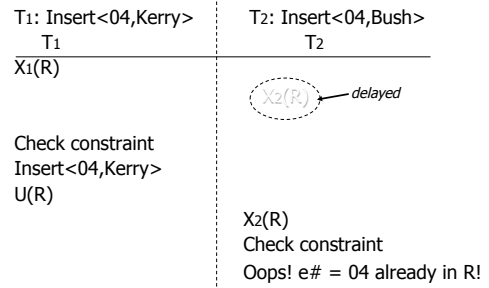 T1: Insert<04,Kerry> T2: Insert<04,Bush>
T1 T2
X1(R)
X2(R) delayed
Check constraint
Insert<04,Kerry>
U(R)
X2(R)
Check constraint
Oops! e# = 04 already in R!